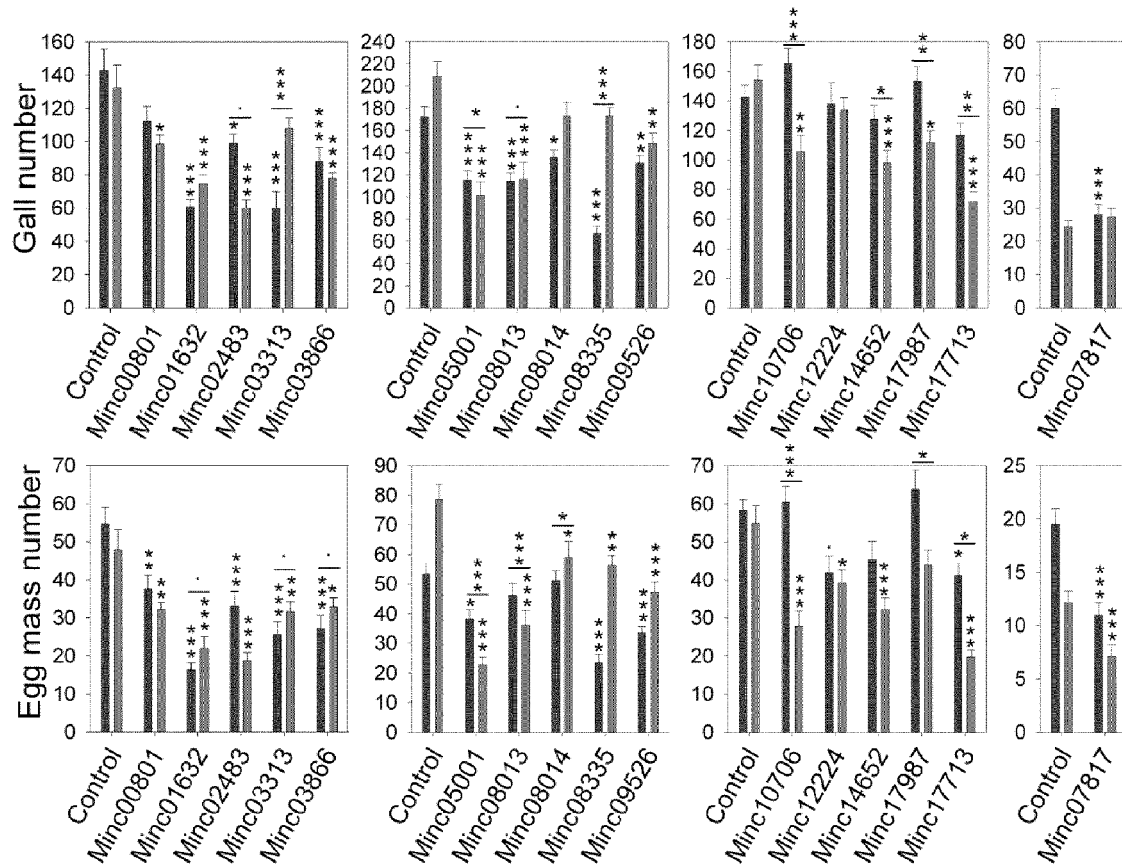 Gall number
160
140
120
100
80
60
40
20
0
* * *
* * *
* * *
* * *
* * *
* * *
* * *
*
*
.
Control
Minc00801
Minc01632
Minc02483
Minc03313
Minc03866
240
220
200
180
160
140
120
100
80
60
40
20
0
* * *
* * *
* * *
* * *
* * *
* * *
* *
* *
*
*
.
Control
Minc05001
Minc08013
Minc08014
Minc08335
Minc09526
180
160
140
120
100
80
60
40
20
0
* * *
* *
* *
* *
* * *
* * *
*
*
Control
Minc10706
Minc12224
Minc14652
Minc17987
Minc17713
80
70
60
50
40
30
20
10
0
* * *
Control
Minc07817
Egg mass number
70
60
50
40
30
20
10
0
* *
* *
* * *
* * *
* * *
* * *
* * *
* *
* * *
*
.
.
.
Control
Minc00801
Minc01632
Minc02483
Minc03313
Minc03866
90
80
70
60
50
40
30
20
10
0
* * *
* * *
* * *
* * *
* * *
* *
* * *
* * *
*
*
*
Control
Minc05001
Minc08013
Minc08014
Minc08335
Minc09526
70
60
50
40
30
20
10
0
* * *
* * *
* * *
* * *
*
*
*
*
.
Control
Minc10706
Minc12224
Minc14652
Minc17987
Minc17713
25
20
15
10
5
0
* * *
* * *
Control
Minc07817